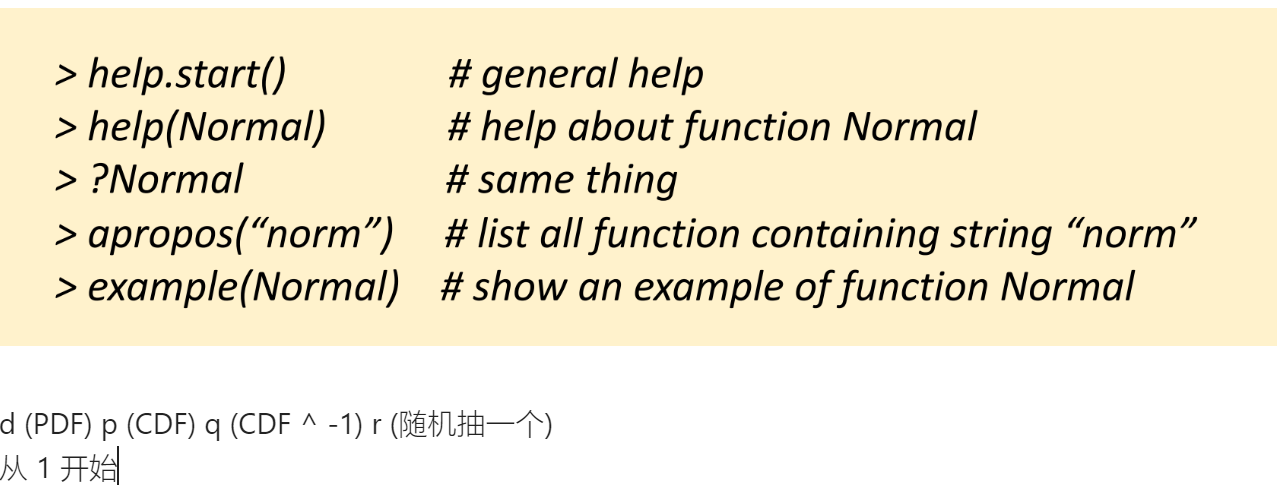 > help.start() # general help
> help(Normal) # help about function Normal
> ?Normal # same thing
> apropos(“norm”) # list all function containing string “norm”
> example(Normal) # show an example of function Normal
d (PDF) p (CDF) q (CDF ^ -1) r (随机抽一个)
从 1 开始